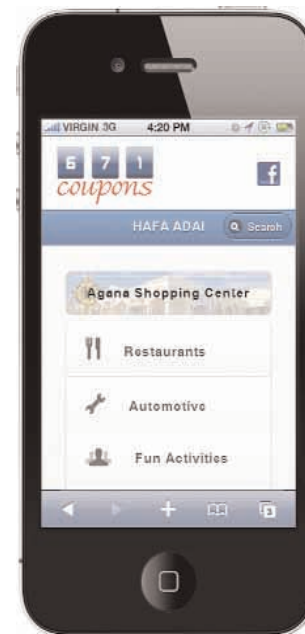 VIRGIN 3G 4:20 PM
6 7 1
coupons
f
HAFA ADAI Search
Agana Shopping Center
Restaurants
Automotive
Fun Activities
3